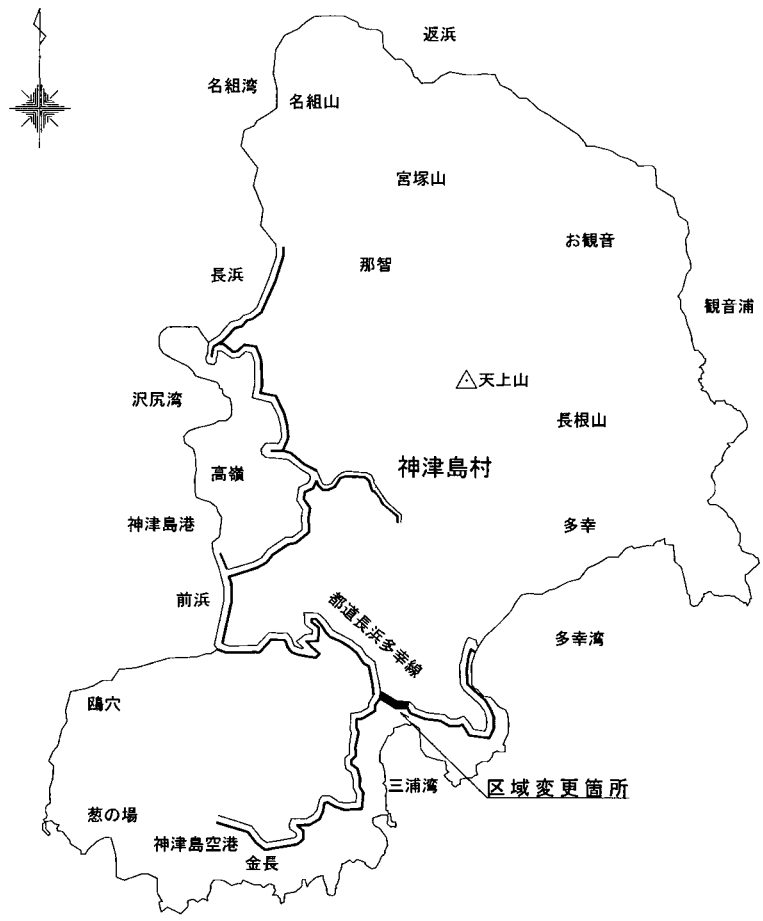 返浜
名組湾
名組山
宮塚山
お観音
那智
長浜
観音浦
天上山
沢尻湾
長根山
神津島村
高嶺
神津島港
多幸
前浜
都道長浜多幸線
多幸湾
鴎穴
三浦湾
区域変更箇所
葱の場
神津島空港
金長